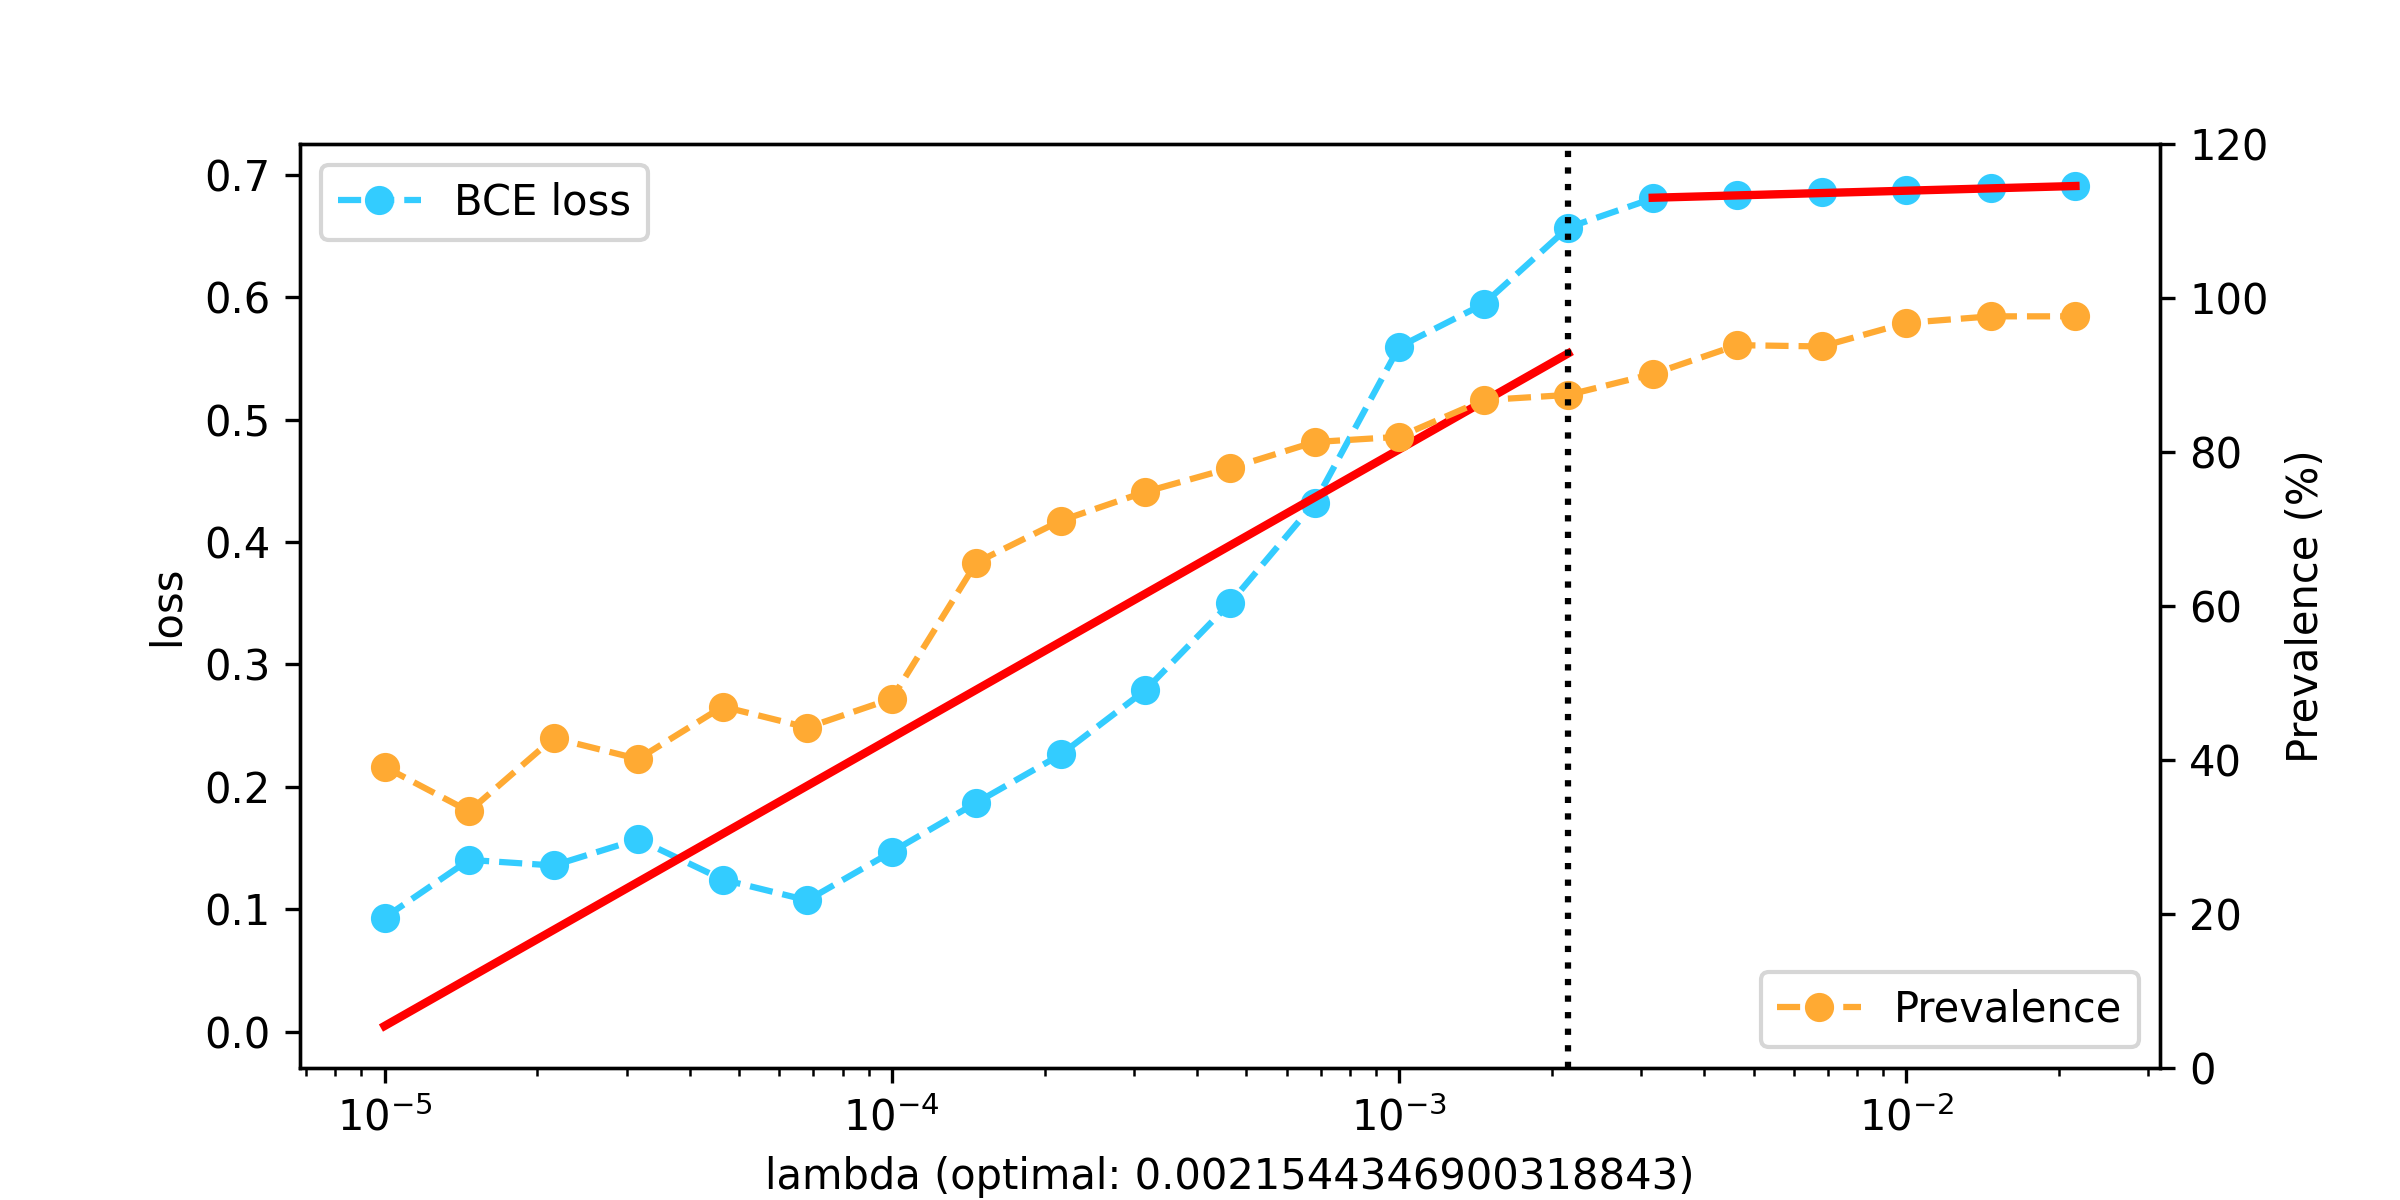 BCE loss
0.7
0.6
0.5
0.4
0.3
0.2
0.1
0.0
loss
120
100
80
60
40
20
0
Prevalence (%)
Prevalence
10⁻⁵ 10⁻⁴ 10⁻³ 10⁻²
lambda (optimal: 0.0021544346900318843)